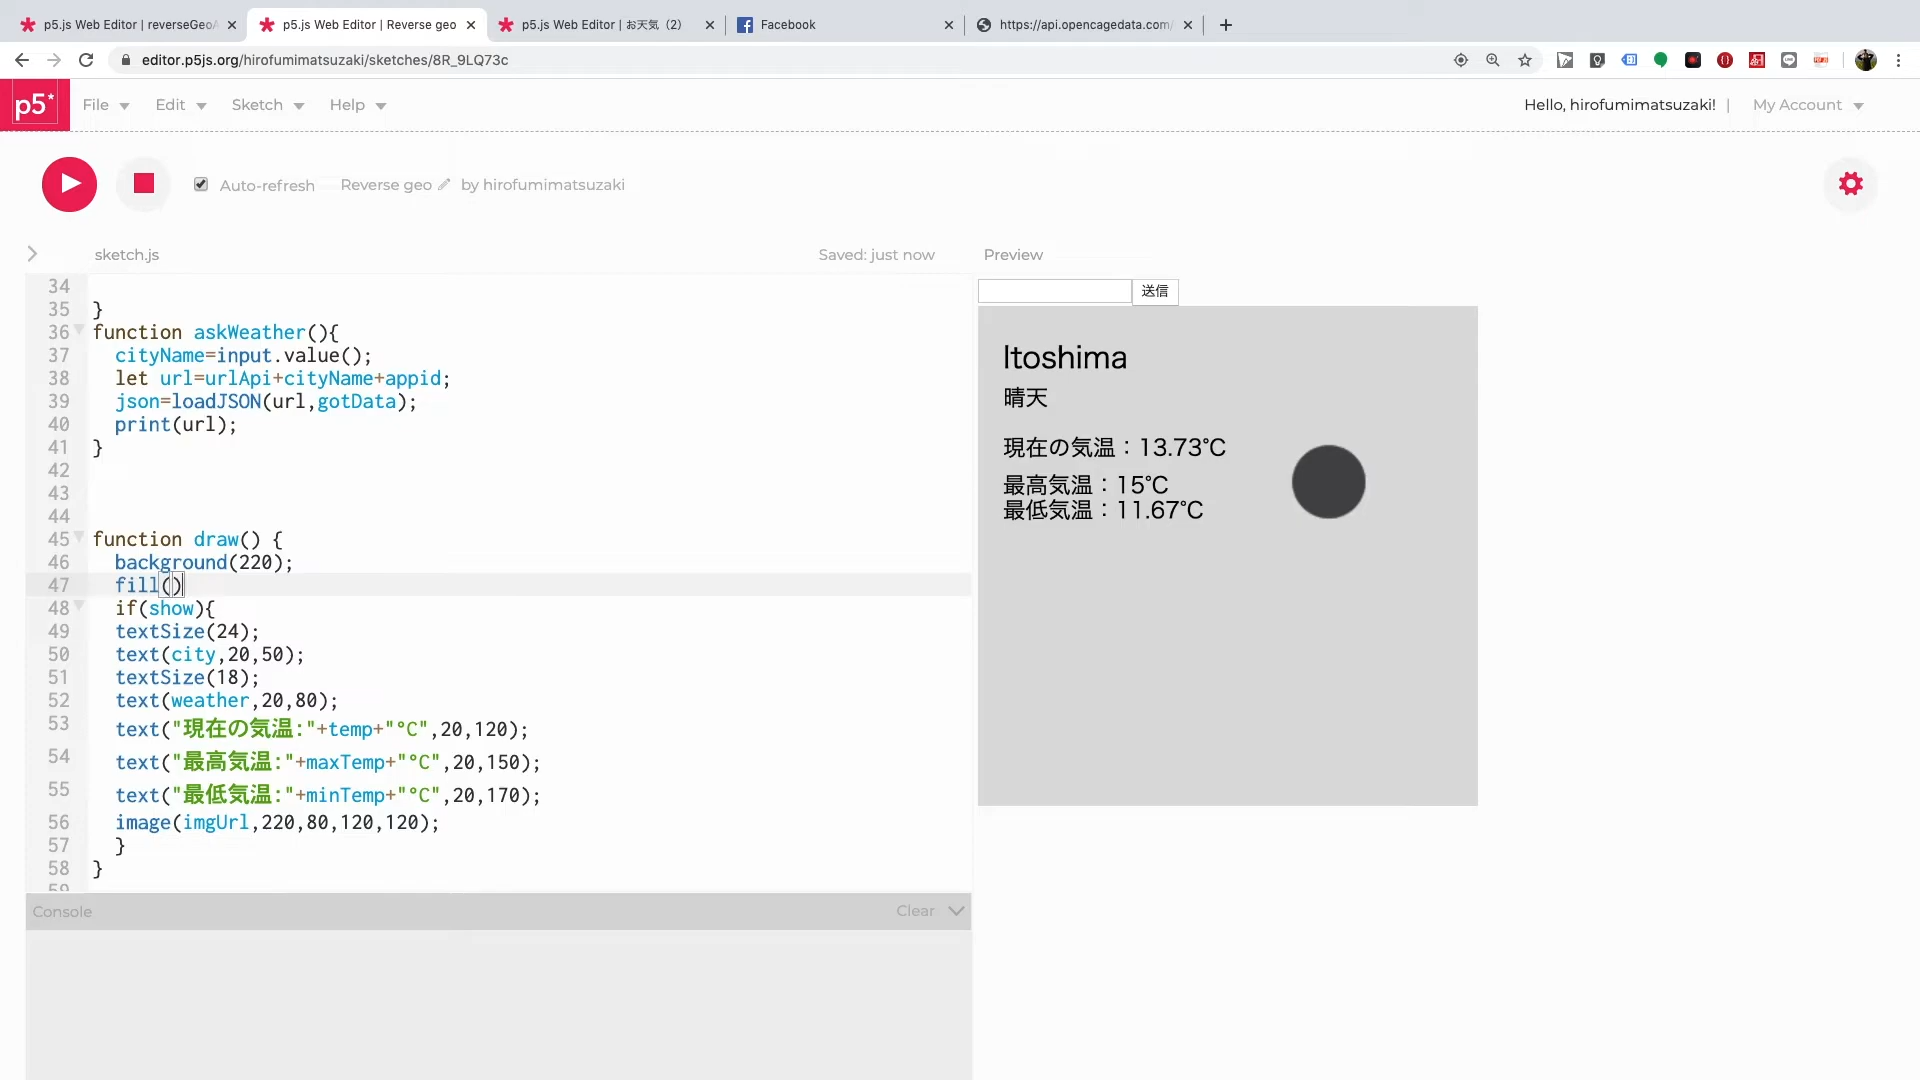 p5.js Web Editor | reverseGeoA
p5.js Web Editor | Reverse geo
p5.js Web Editor | お天気（2）
Facebook
https://api.opencagedata.com/
editor.p5js.org/hirofumimatsuzaki/sketches/8R_9LQ73c
p5*
File
Edit
Sketch
Help
Hello, hirofumimatsuzaki! |
My Account
Auto-refresh
Reverse geo
by hirofumimatsuzaki
sketch.js
Saved: just now
Preview
34
35 }
36 function askWeather(){
37 cityName=input.value();
38 let url=urlApi+cityName+appid;
39 json=loadJSON(url,gotData);
40 print(url);
41 }
42
43
44
45 function draw() {
46 background(220);
47 fill()
48 if(show){
49 textSize(24);
50 text(city,20,50);
51 textSize(18);
52 text(weather,20,80);
53 text("現在の気温:"+temp+"°C",20,120);
54 text("最高気温:"+maxTemp+"°C",20,150);
55 text("最低気温:"+minTemp+"°C",20,170);
56 image(imgUrl,220,80,120,120);
57 }
58 }
59
送信
Itoshima
晴天
現在の気温：13.73°C
最高気温：15°C
最低気温：11.67°C
Console
Clear